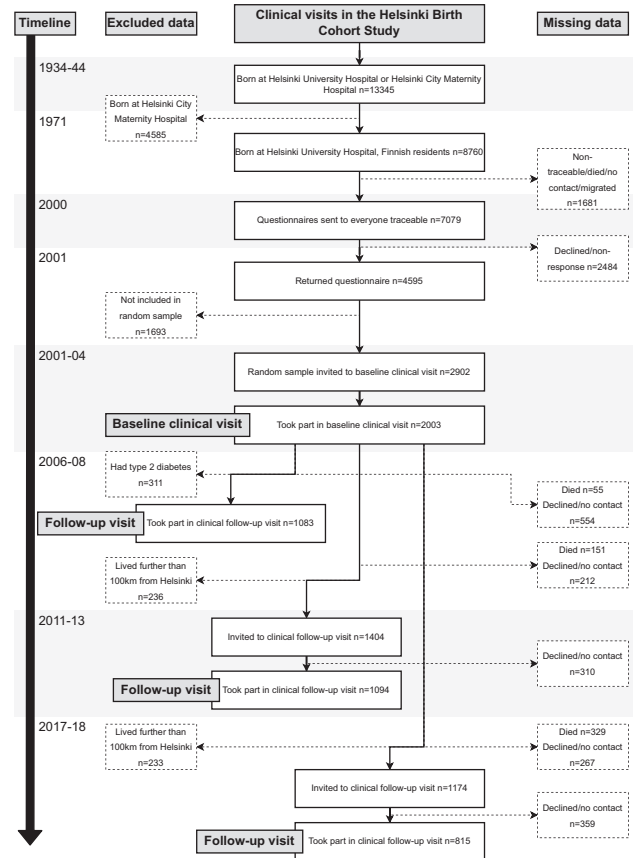 Timeline
Excluded data
Clinical visits in the Helsinki Birth
Cohort Study
Missing data
1934-44
Born at Helsinki University Hospital or Helsinki City Maternity
Hospital n=13345
Born at Helsinki City
Maternity Hospital
n=4585
1971
Born at Helsinki University Hospital, Finnish residents n=8760
Non-
traceable/died/no
contact/migrated
n=1681
2000
Questionnaires sent to everyone traceable n=7079
Declined/non-
response n=2484
2001
Returned questionnaire n=4595
Not included in
random sample
n=1693
2001-04
Random sample invited to baseline clinical visit n=2902
Baseline clinical visit
Took part in baseline clinical visit n=2003
2006-08
Had type 2 diabetes
n=311
Died n=55
Declined/no contact
n=554
Follow-up visit
Took part in clinical follow-up visit n=1083
Died n=151
Declined/no contact
n=212
Lived further than
100km from Helsinki
n=236
2011-13
Invited to clinical follow-up visit n=1404
Declined/no contact
n=310
Follow-up visit
Took part in clinical follow-up visit n=1094
2017-18
Lived further than
100km from Helsinki
n=233
Died n=329
Declined/no contact
n=267
Invited to clinical follow-up visit n=1174
Declined/no contact
n=359
Follow-up visit
Took part in clinical follow-up visit n=815